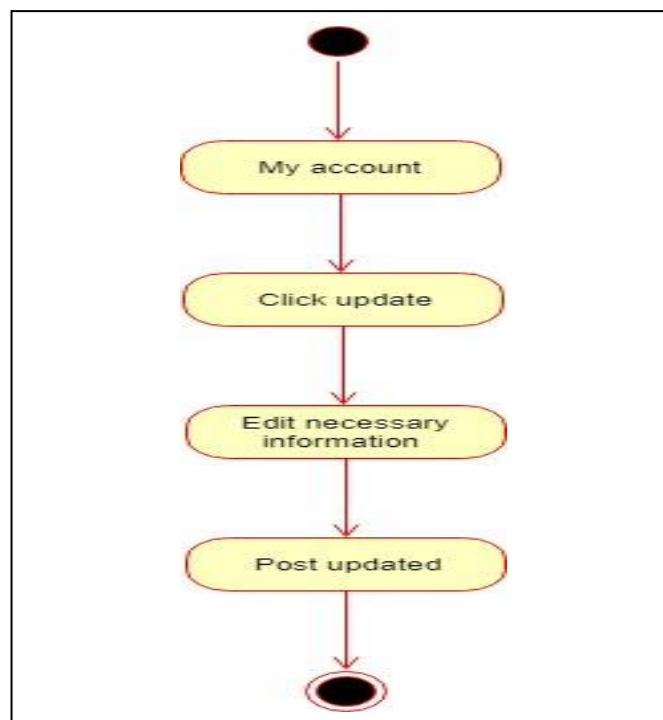 My account
Click update
Edit necessary
information
Post updated